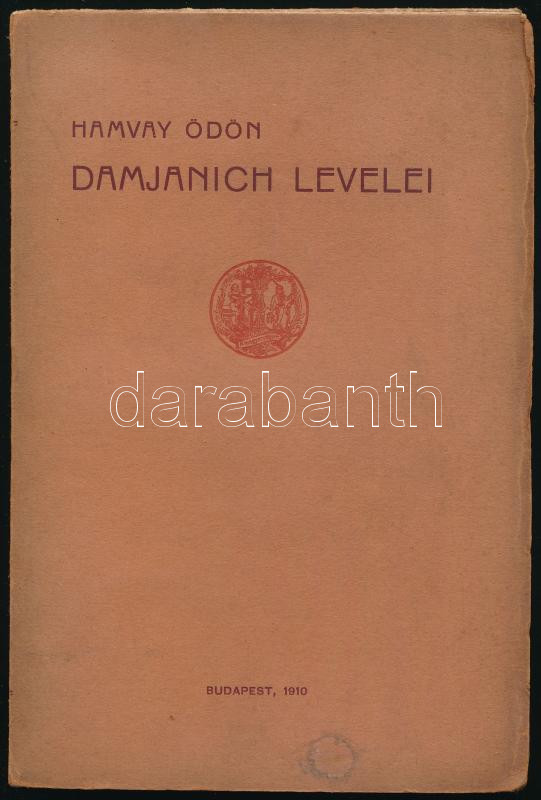 HAMVAY ÖDÖN
DAMJANICH LEVELEI
darabanth
BUDAPEST, 1910